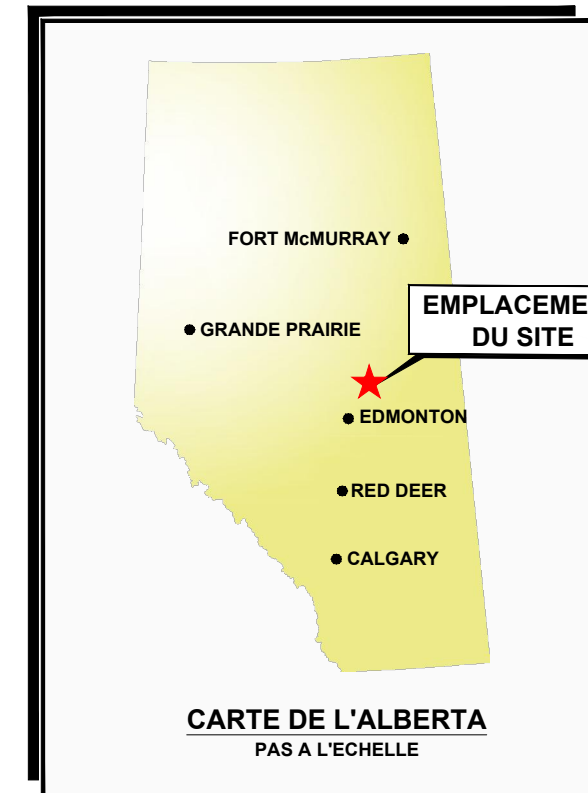 FORT McMURRAY
EMPLACEME
DU SITE
GRANDE PRAIRIE
EDMONTON
RED DEER
CALGARY
CARTE DE L'ALBERTA
PAS A L'ECHELLE